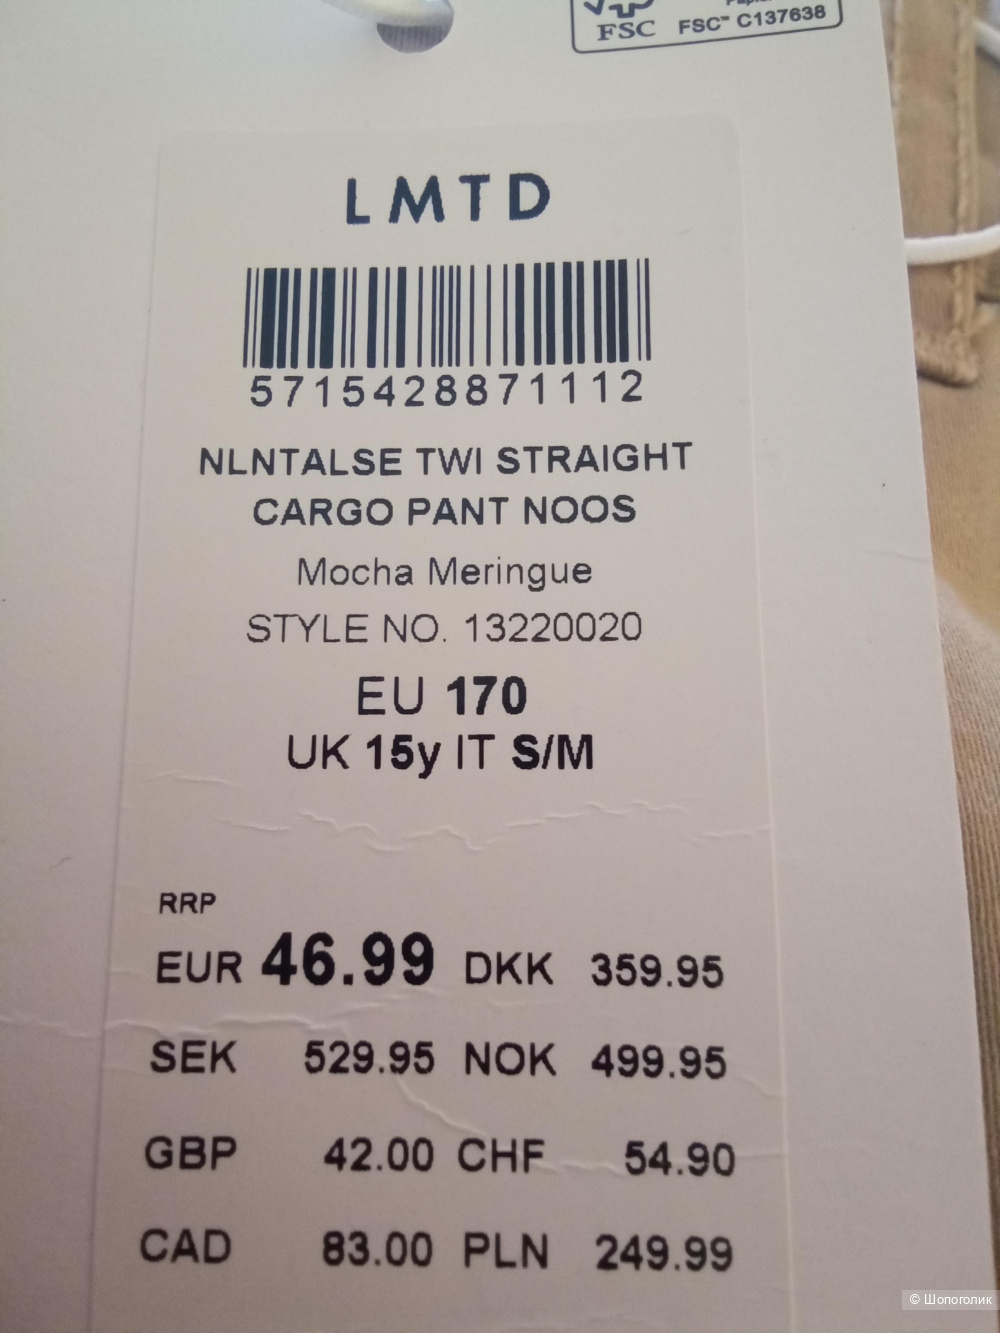 FSC
FSC™ C137638
LMTD
5715428871112
NLNTALSE TWI STRAIGHT
CARGO PANT NOOS
Mocha Meringue
STYLE NO. 13220020
EU 170
UK 15y IT S/M
RRP
EUR 46.99 DKK 359.95
SEK 529.95 NOK 499.95
GBP 42.00 CHF 54.90
CAD 83.00 PLN 249.99
© Шопоголик